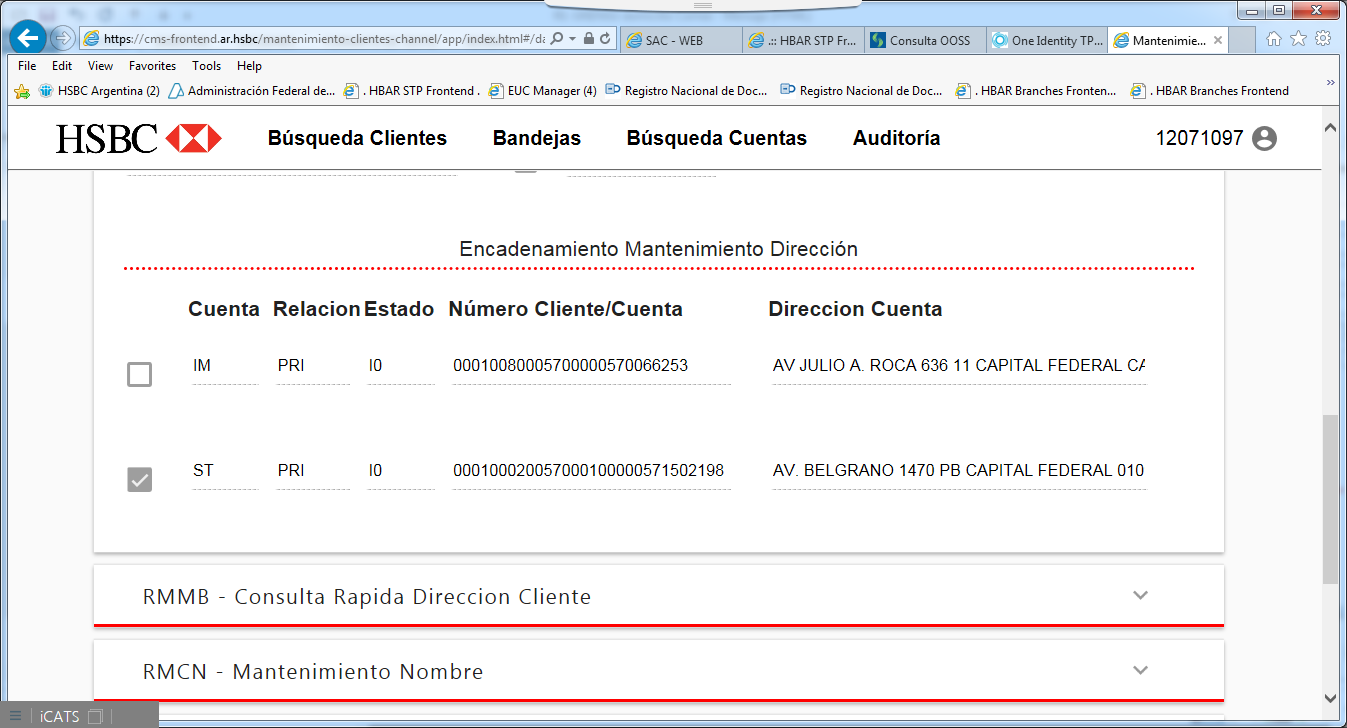 https://cms-frontend.ar.hsbc/mantenimiento-clientes-channel/app/index.html#/da
SAC - WEB
.:: HBAR STP Fr...
Consulta OOSS
One Identity TP...
Mantenimie...
File Edit View Favorites Tools Help
HSBC Argentina (2) Administración Federal de... . HBAR STP Frontend . EUC Manager (4) Registro Nacional de Doc... Registro Nacional de Doc... . HBAR Branches Fronten... . HBAR Branches Frontend
HSBC Búsqueda Clientes Bandejas Búsqueda Cuentas Auditoría 12071097
Encadenamiento Mantenimiento Dirección
Cuenta Relacion Estado Número Cliente/Cuenta Direccion Cuenta
IM PRI I0 00010080005700000570066253 AV JULIO A. ROCA 636 11 CAPITAL FEDERAL CA
ST PRI I0 000100020057000100000571502198 AV. BELGRANO 1470 PB CAPITAL FEDERAL 010
RMMB - Consulta Rapida Direccion Cliente
RMCN - Mantenimiento Nombre
iCATS